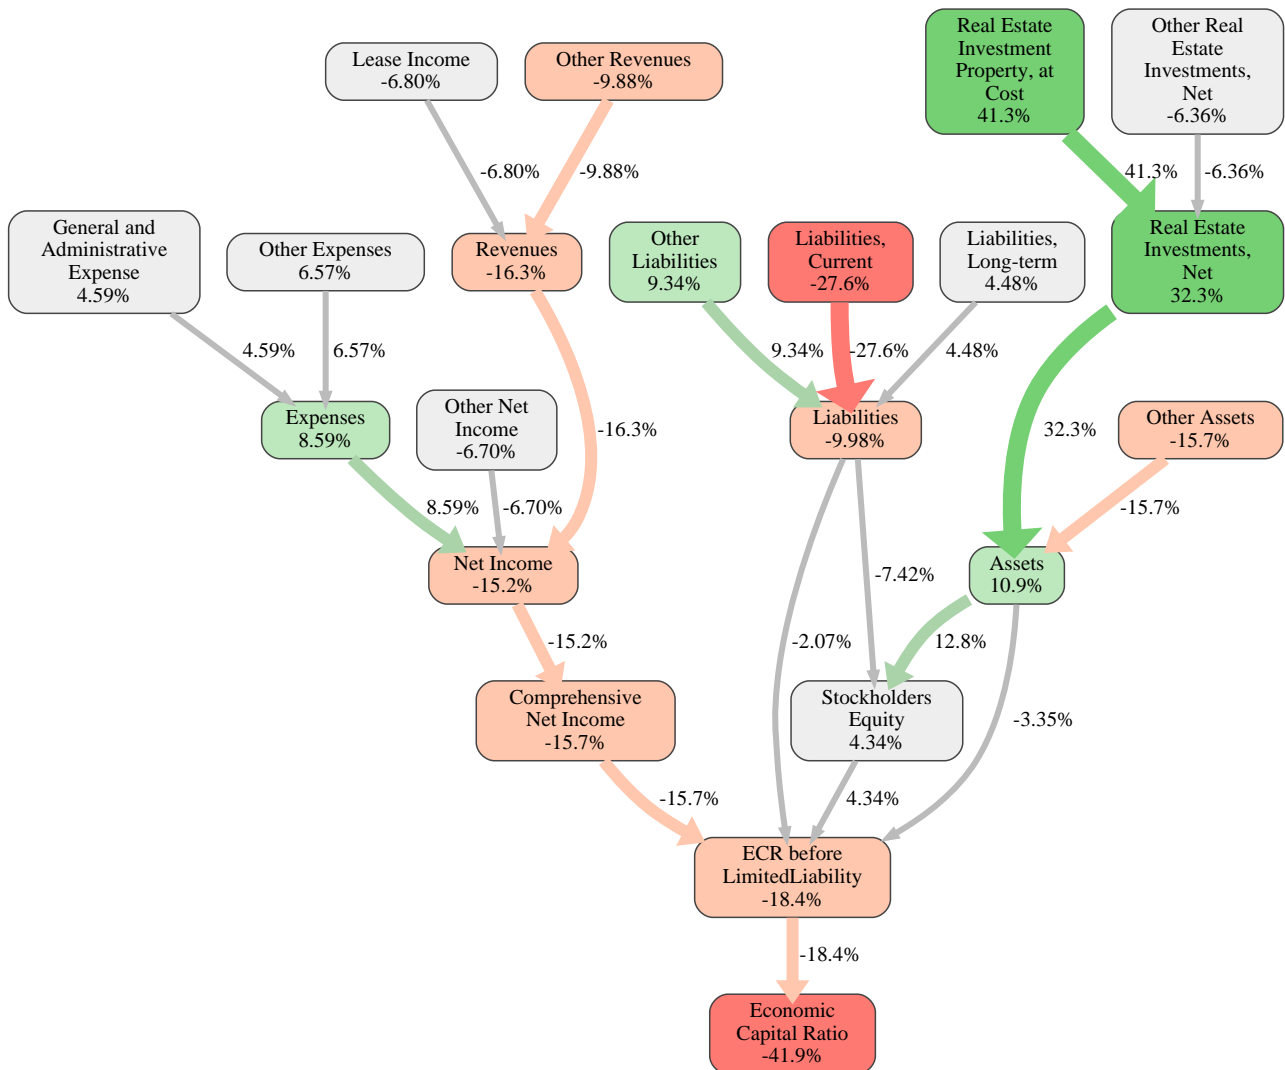 Real Estate
Investment
Property, at
Cost
41.3%
Other Real
Estate
Investments,
Net
-6.36%
Lease Income
-6.80%
Other Revenues
-9.88%
-6.80%
-9.88%
41.3%
-6.36%
General and
Administrative
Expense
4.59%
Other Expenses
6.57%
Revenues
-16.3%
Other
Liabilities
9.34%
Liabilities,
Current
-27.6%
Liabilities,
Long-term
4.48%
Real Estate
Investments,
Net
32.3%
4.59%
6.57%
9.34%
-27.6%
4.48%
Expenses
8.59%
Other Net
Income
-6.70%
-16.3%
Liabilities
-9.98%
32.3%
Other Assets
-15.7%
8.59%
-6.70%
-15.7%
Net Income
-15.2%
-7.42%
Assets
10.9%
-15.2%
-2.07%
12.8%
Comprehensive
Net Income
-15.7%
Stockholders
Equity
4.34%
-3.35%
-15.7%
4.34%
ECR before
LimitedLiability
-18.4%
-18.4%
Economic
Capital Ratio
-41.9%